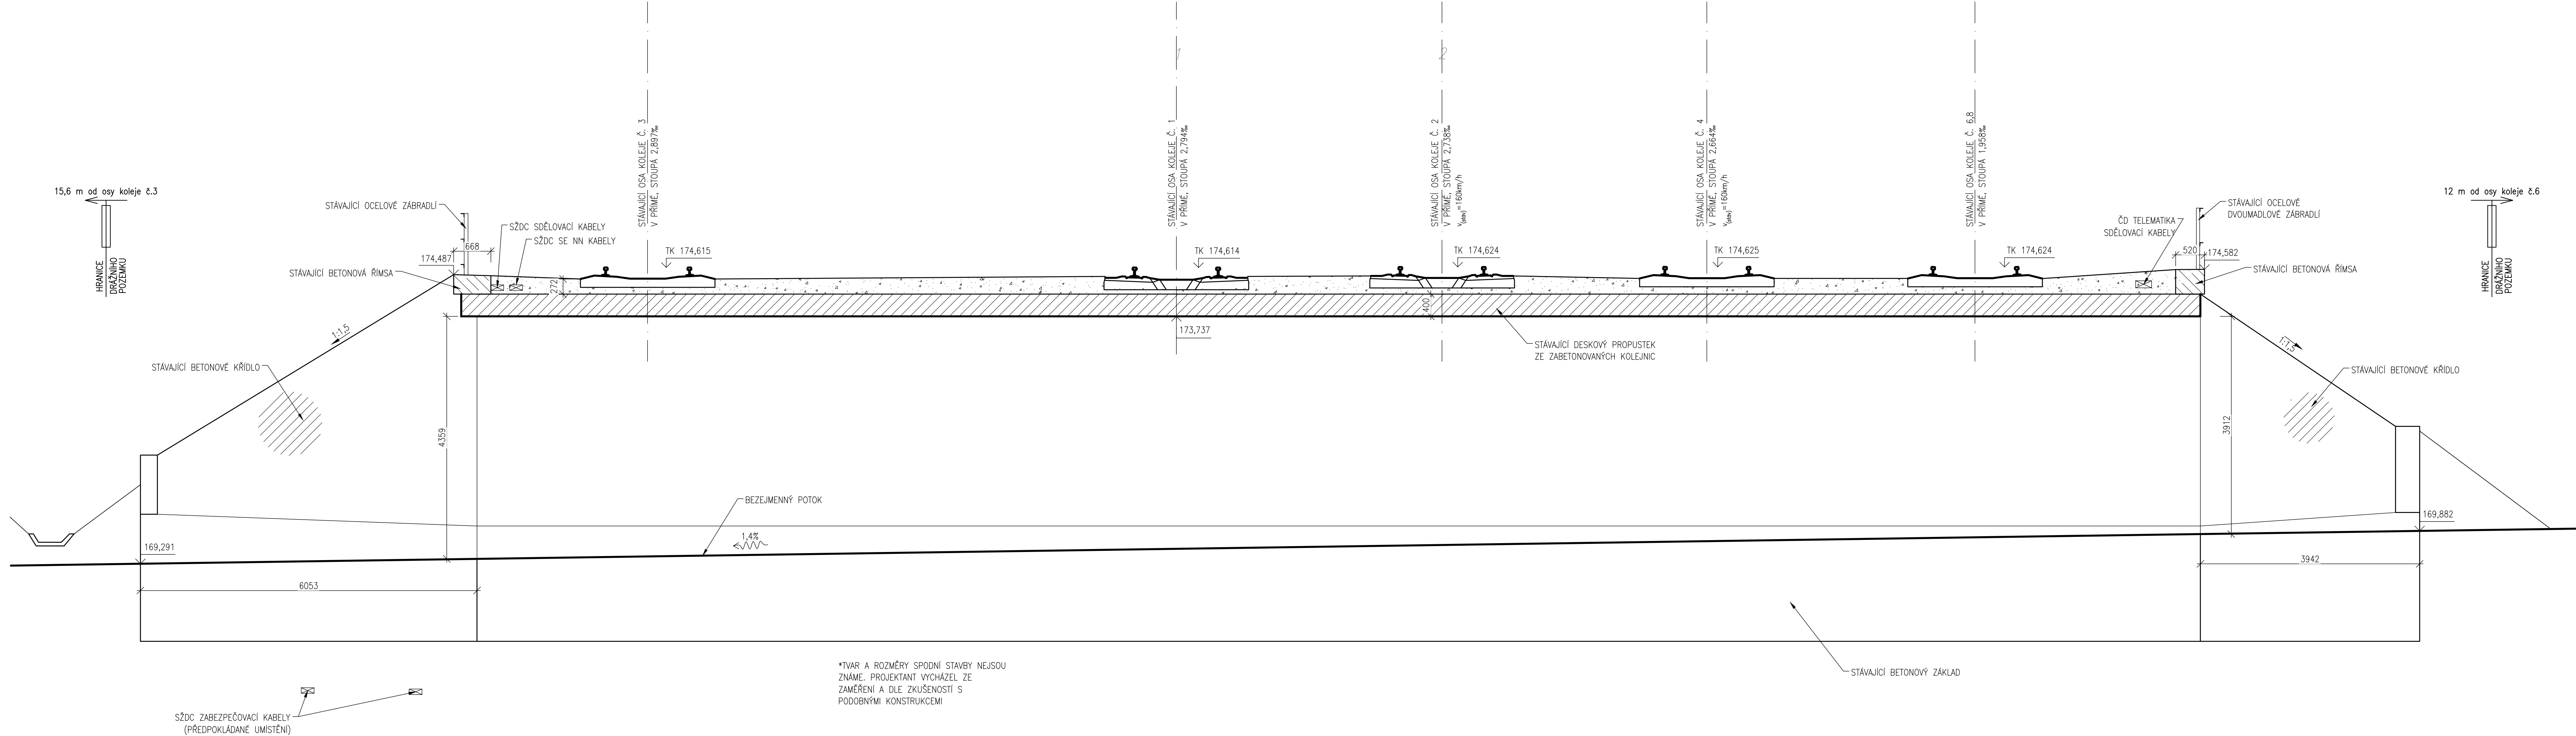 1
2
STÁVAJÍCÍ OSA KOLEJE Č. 3
V PŘÍMÉ, STOUPÁ 2,897‰
STÁVAJÍCÍ OSA KOLEJE Č. 1
V PŘÍMÉ, STOUPÁ 2,794‰
STÁVAJÍCÍ OSA KOLEJE Č. 2
V PŘÍMÉ, STOUPÁ 2,738‰
v(stáv)=160km/h
STÁVAJÍCÍ OSA KOLEJE Č. 4
V PŘÍMÉ, STOUPÁ 2,664‰
v(stáv)=160km/h
STÁVAJÍCÍ OSA KOLEJE Č. 6,8
V PŘÍMÉ, STOUPÁ 1,958‰
15,6 m od osy koleje č.3
HRANICE
DRÁŽNÍHO
POZEMKU
12 m od osy koleje č.6
HRANICE
DRÁŽNÍHO
POZEMKU
STÁVAJÍCÍ OCELOVÉ ZÁBRADLÍ
SŽDC SDĚLOVACÍ KABELY
SŽDC SE NN KABELY
668
174,487
STÁVAJÍCÍ BETONOVÁ ŘÍMSA
272
TK 174,615
TK 174,614
TK 174,624
TK 174,625
TK 174,624
ČD TELEMATIKA
SDĚLOVACÍ KABELY
STÁVAJÍCÍ OCELOVÉ
DVOUMADLOVÉ ZÁBRADLÍ
520
174,582
STÁVAJÍCÍ BETONOVÁ ŘÍMSA
400
173,737
STÁVAJÍCÍ DESKOVÝ PROPUSTEK
ZE ZABETONOVANÝCH KOLEJNIC
1:1,5
1:1,5
STÁVAJÍCÍ BETONOVÉ KŘÍDLO
STÁVAJÍCÍ BETONOVÉ KŘÍDLO
4359
3912
BEZEJMENNÝ POTOK
1,4%
169,291
169,882
6053
3942
*TVAR A ROZMĚRY SPODNÍ STAVBY NEJSOU
ZNÁMÉ. PROJEKTANT VYCHÁZEL ZE
ZAMĚŘENÍ A DLE ZKUŠENOSTÍ S
PODOBNÝMI KONSTRUKCEMI
STÁVAJÍCÍ BETONOVÝ ZÁKLAD
SŽDC ZABEZPEČOVACÍ KABELY
(PŘEDPOKLÁDANÉ UMÍSTĚNÍ)